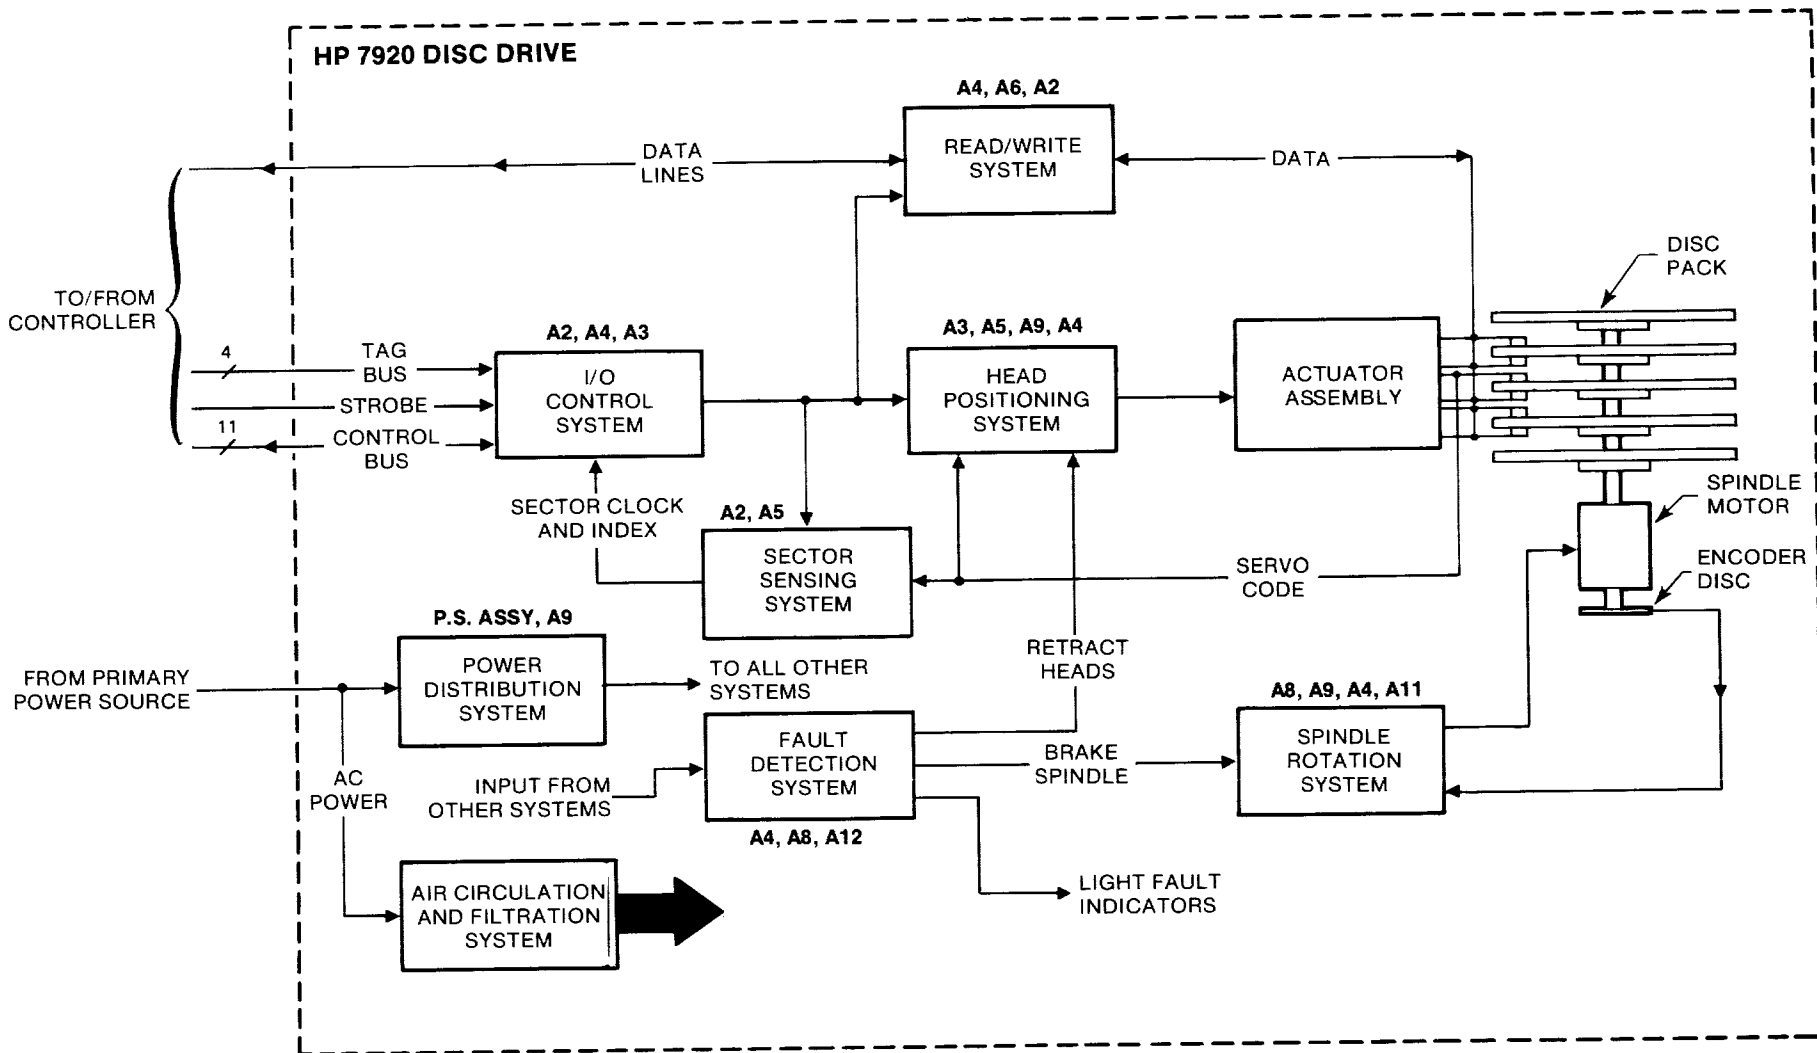 HP 7920 DISC DRIVE
A4, A6, A2
READ/WRITE
SYSTEM
DATA
LINES
DATA
DISC
PACK
TO/FROM
CONTROLLER
4
TAG
BUS
STROBE
11
CONTROL
BUS
A2, A4, A3
I/O
CONTROL
SYSTEM
A3, A5, A9, A4
HEAD
POSITIONING
SYSTEM
ACTUATOR
ASSEMBLY
SPINDLE
MOTOR
ENCODER
DISC
SECTOR CLOCK
AND INDEX
A2, A5
SECTOR
SENSING
SYSTEM
SERVO
CODE
RETRACT
HEADS
P.S. ASSY, A9
FROM PRIMARY
POWER SOURCE
POWER
DISTRIBUTION
SYSTEM
TO ALL OTHER
SYSTEMS
FAULT
DETECTION
SYSTEM
A4, A8, A12
INPUT FROM
OTHER SYSTEMS
BRAKE
SPINDLE
A8, A9, A4, A11
SPINDLE
ROTATION
SYSTEM
AC
POWER
AIR CIRCULATION
AND FILTRATION
SYSTEM
LIGHT FAULT
INDICATORS